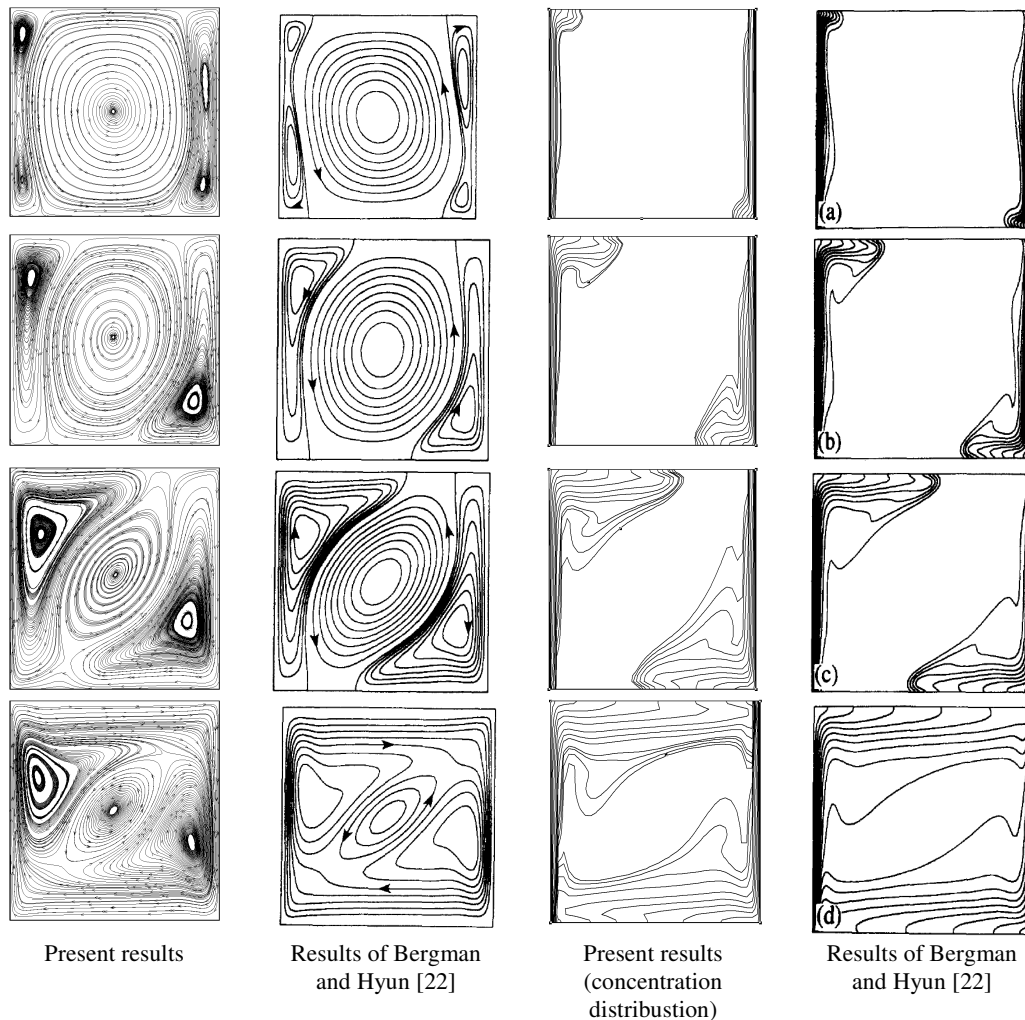 (a)
(b)
(c)
(d)
Present results
Results of Bergman
and Hyun [22]
Present results
(concentration
distribustion)
Results of Bergman
and Hyun [22]